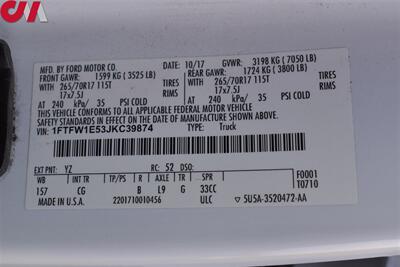 CIA
MFD. BY FORD MOTOR CO.
10/17 GVWR: 3198 KG (7050 LB)
FRONT GAWR: 1599 KG (3525 LB) REAR GAWR: 1724 KG (3800 LB)
WITH WITH
265/70R17 115T TIRES 265/70R17 115T TIRES
17x7.5J RIMS 17x7.5J RIMS
AT 240 kPa/ 35 PSI COLD AT 240 kPa/ 35 PSI COLD
THIS VEHICLE CONFORMS TO ALL APPLICABLE FEDERAL MOTOR VEHICLE
SAFETY STANDARDS IN EFFECT ON THE DATE OF MANUFACTURE SHOWN ABOVE.
VIN: 1FTFW1E53JKC39874 TYPE: Truck
EXT PNT: YZ RC: 52 DSO:
WB INT TR TP/PS R AXLE TR SPR F0001
157 CG B L9 G 33CC T0710
MADE IN U.S.A. 2201710010456 ULC 5U5A-3520472-AA